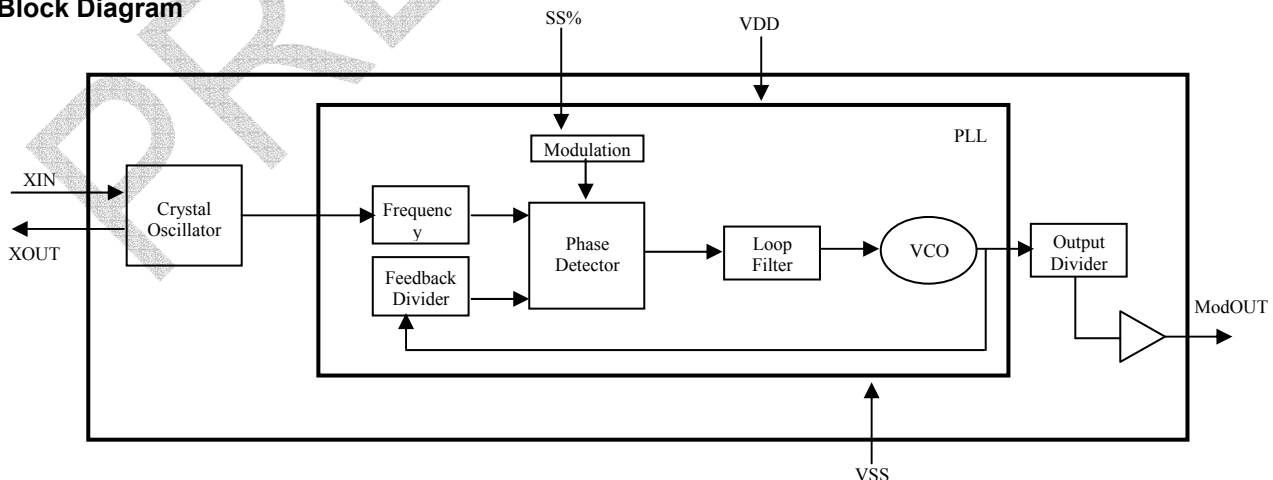 Block Diagram
SS%
VDD
PLL
Modulation
XIN
Crystal
Oscillator
XOUT
Frequenc
y
Feedback
Divider
Phase
Detector
Loop
Filter
VCO
Output
Divider
ModOUT
VSS